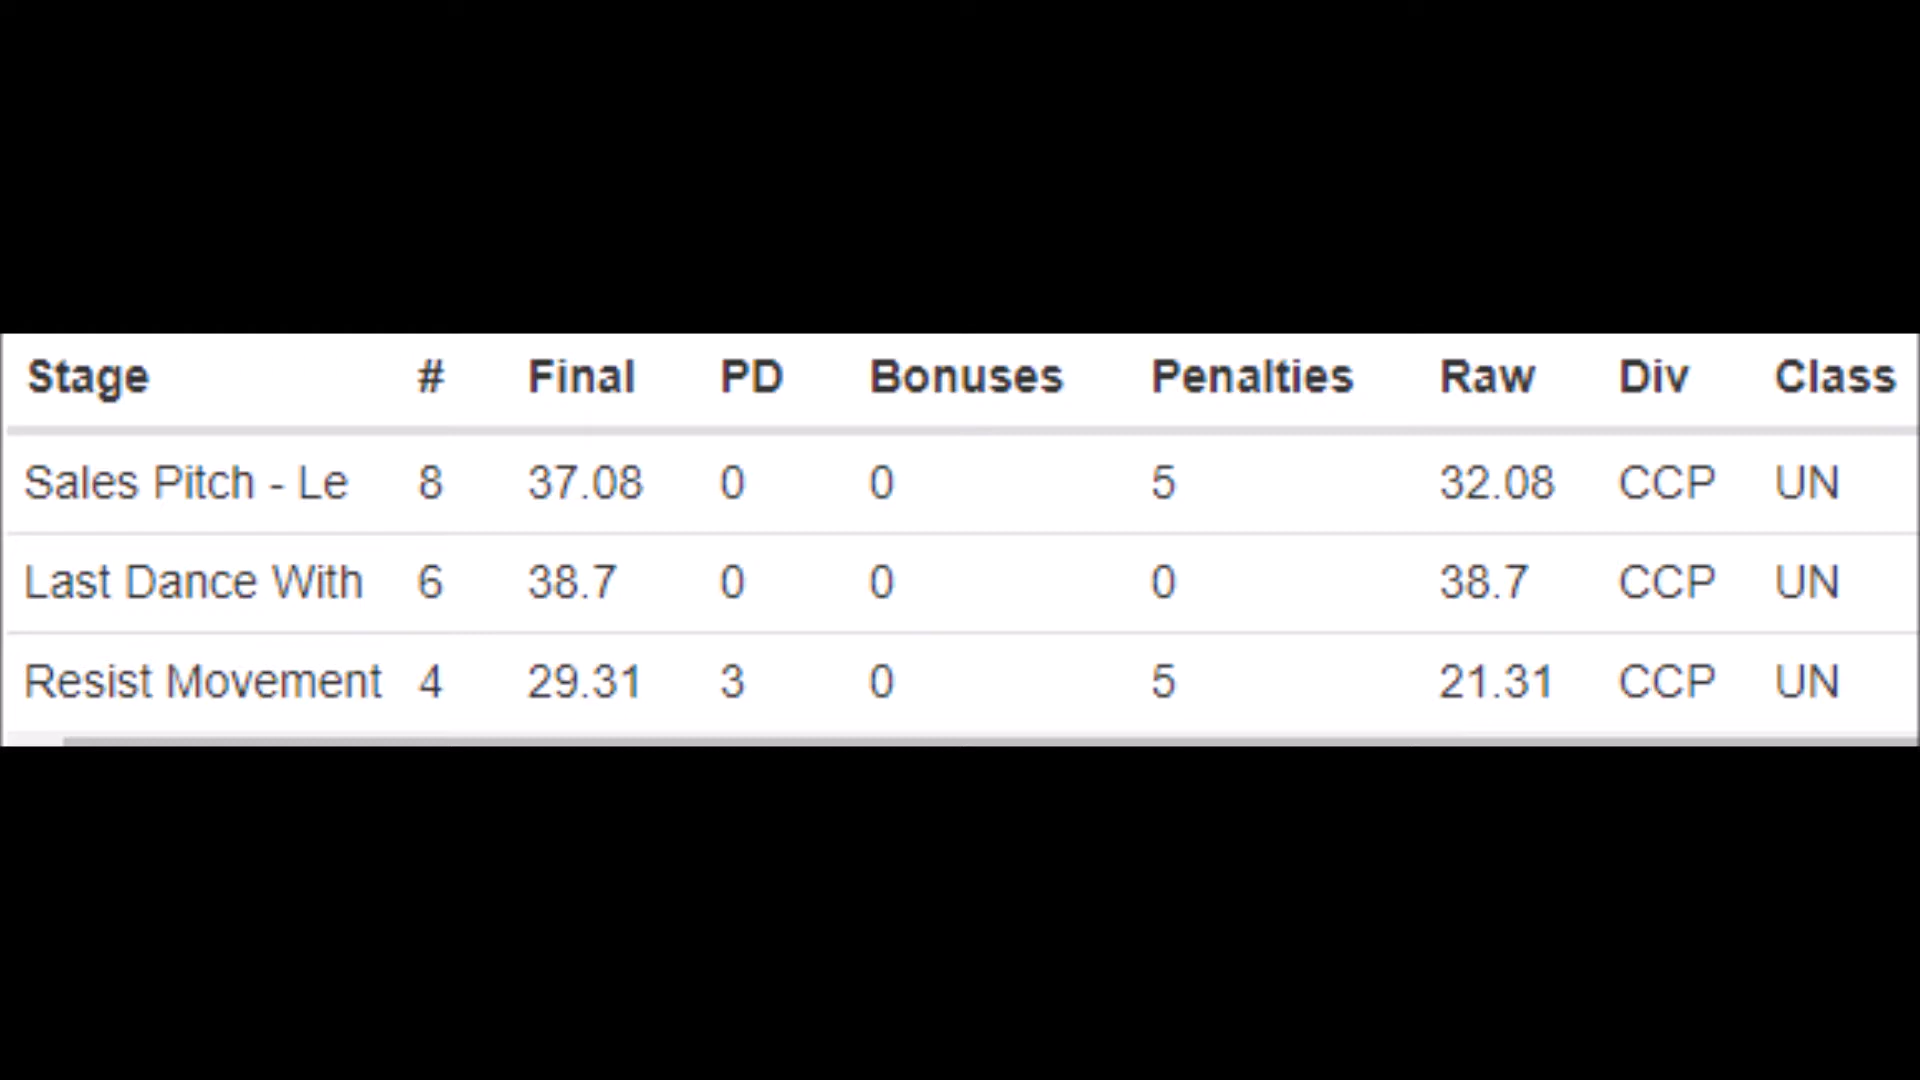 Stage # Final PD Bonuses Penalties Raw Div Class
Sales Pitch - Le 8 37.08 0 0 5 32.08 CCP UN
Last Dance With 6 38.7 0 0 0 38.7 CCP UN
Resist Movement 4 29.31 3 0 5 21.31 CCP UN